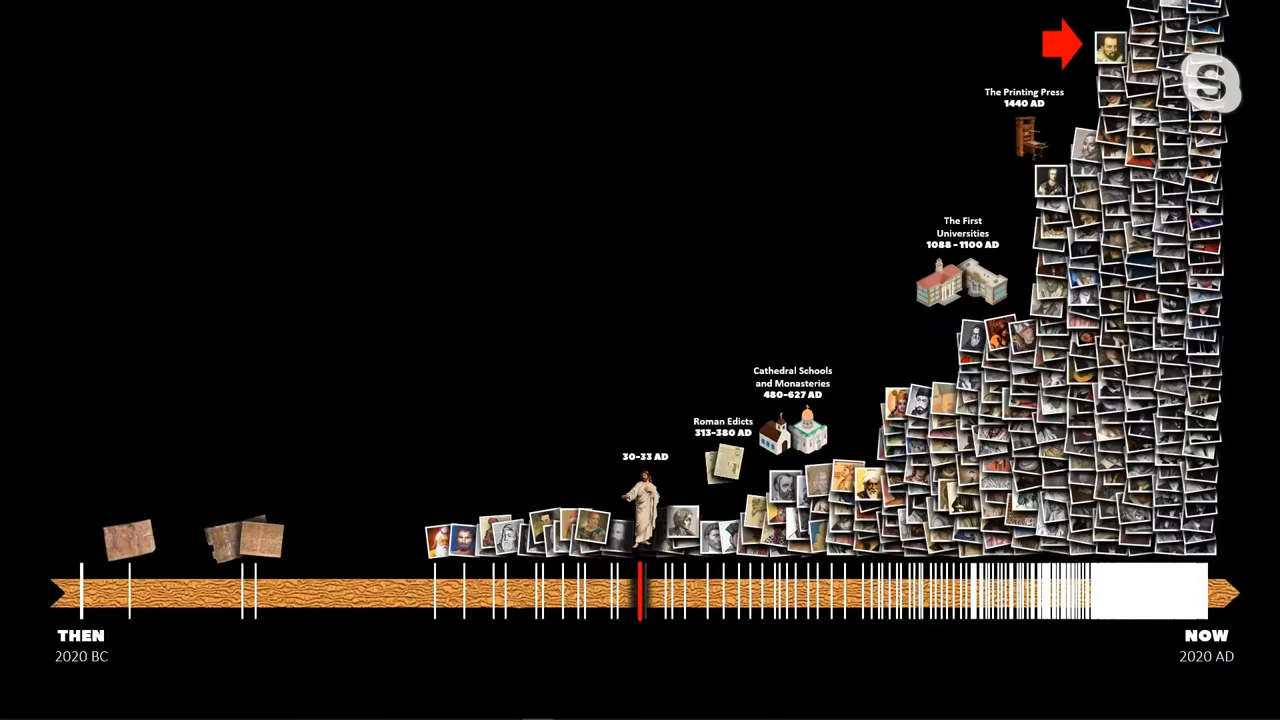 The Printing Press
1440 AD
The First
Universities
1088 - 1100 AD
Cathedral Schools
and Monasteries
480-627 AD
Roman Edicts
313-380 AD
30-33 AD
THEN
2020 BC
NOW
2020 AD
S